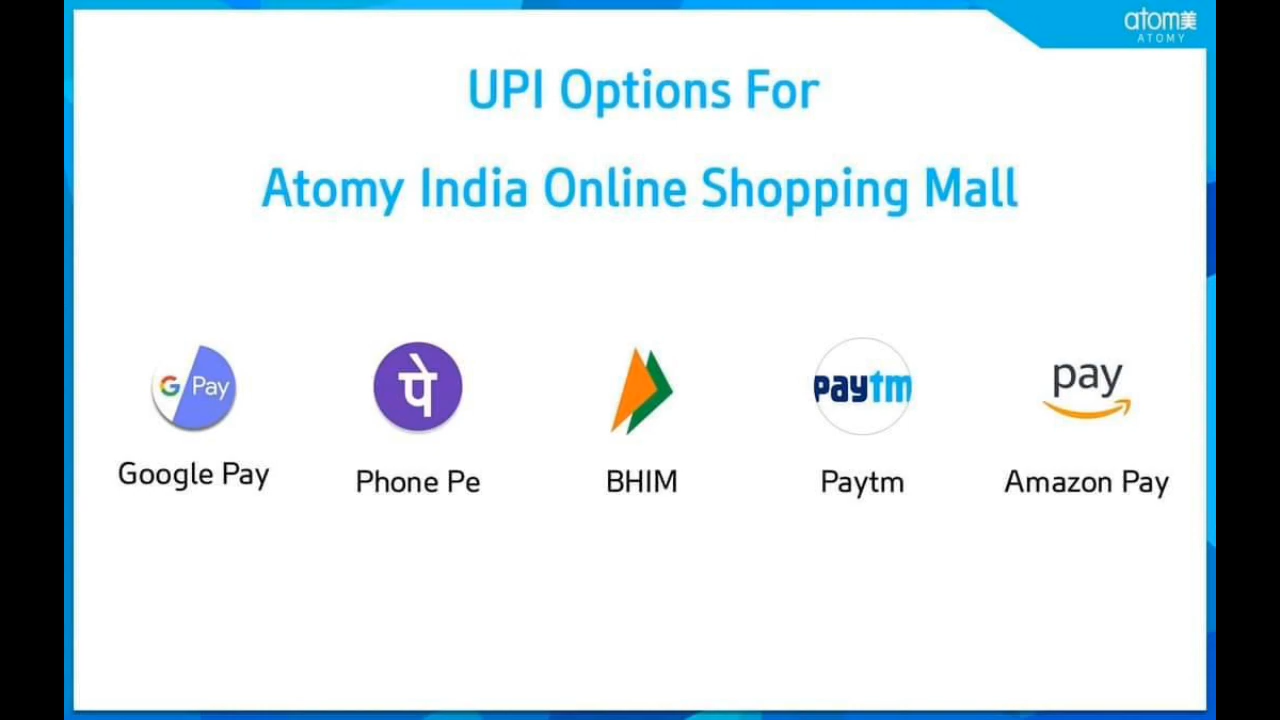 atom美
ATOMY
UPI Options For
Atomy India Online Shopping Mall
G Pay
पे
paytm
pay
Google Pay
Phone Pe
BHIM
Paytm
Amazon Pay